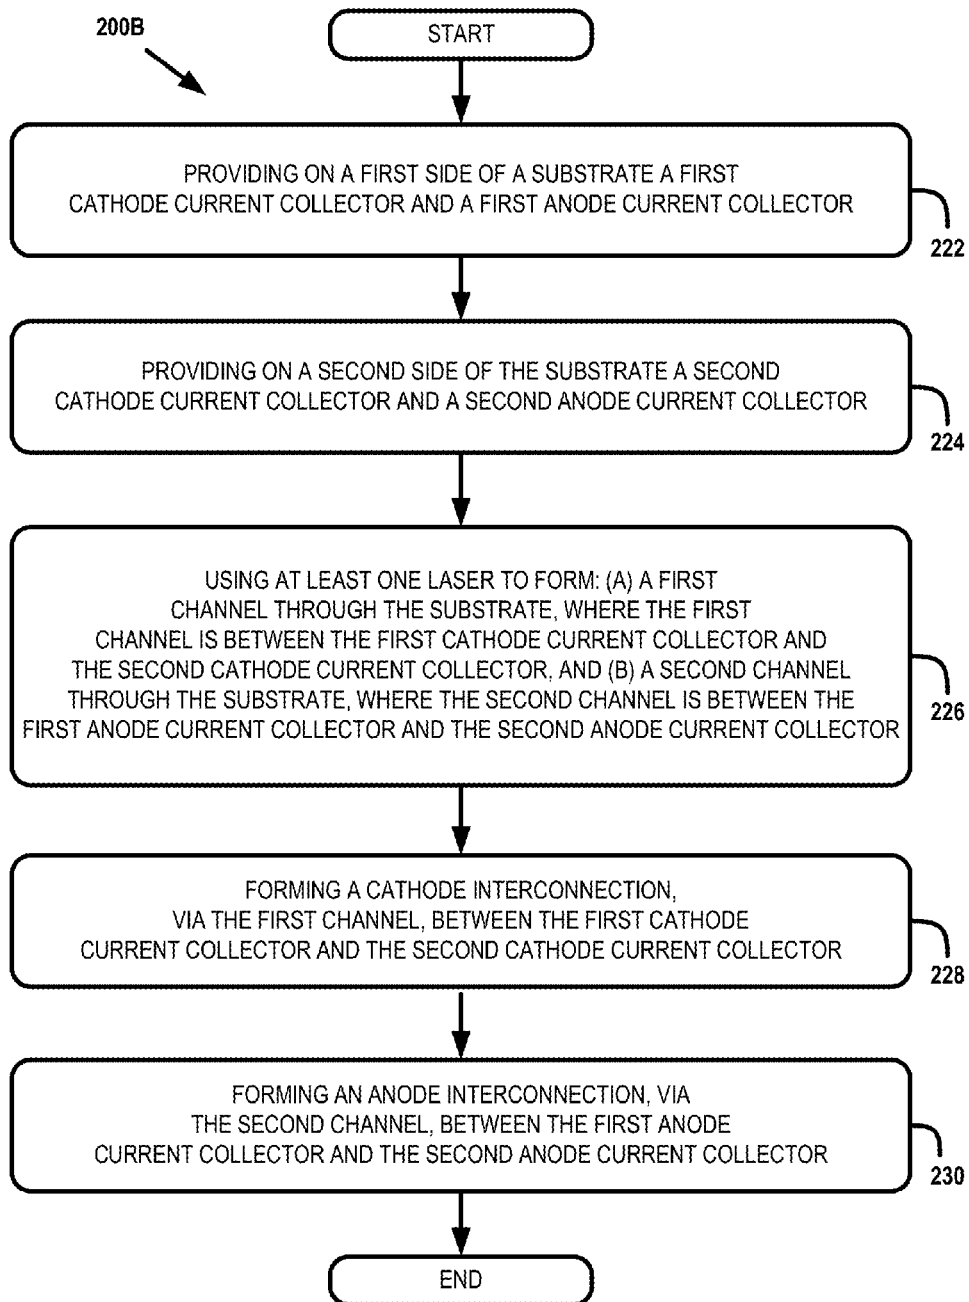 200B
START
PROVIDING ON A FIRST SIDE OF A SUBSTRATE A FIRST
CATHODE CURRENT COLLECTOR AND A FIRST ANODE CURRENT COLLECTOR
222
PROVIDING ON A SECOND SIDE OF THE SUBSTRATE A SECOND
CATHODE CURRENT COLLECTOR AND A SECOND ANODE CURRENT COLLECTOR
224
USING AT LEAST ONE LASER TO FORM: (A) A FIRST
CHANNEL THROUGH THE SUBSTRATE, WHERE THE FIRST
CHANNEL IS BETWEEN THE FIRST CATHODE CURRENT COLLECTOR AND
THE SECOND CATHODE CURRENT COLLECTOR, AND (B) A SECOND CHANNEL
THROUGH THE SUBSTRATE, WHERE THE SECOND CHANNEL IS BETWEEN THE
FIRST ANODE CURRENT COLLECTOR AND THE SECOND ANODE CURRENT COLLECTOR
226
FORMING A CATHODE INTERCONNECTION,
VIA THE FIRST CHANNEL, BETWEEN THE FIRST CATHODE
CURRENT COLLECTOR AND THE SECOND CATHODE CURRENT COLLECTOR
228
FORMING AN ANODE INTERCONNECTION, VIA
THE SECOND CHANNEL, BETWEEN THE FIRST ANODE
CURRENT COLLECTOR AND THE SECOND ANODE CURRENT COLLECTOR
230
END